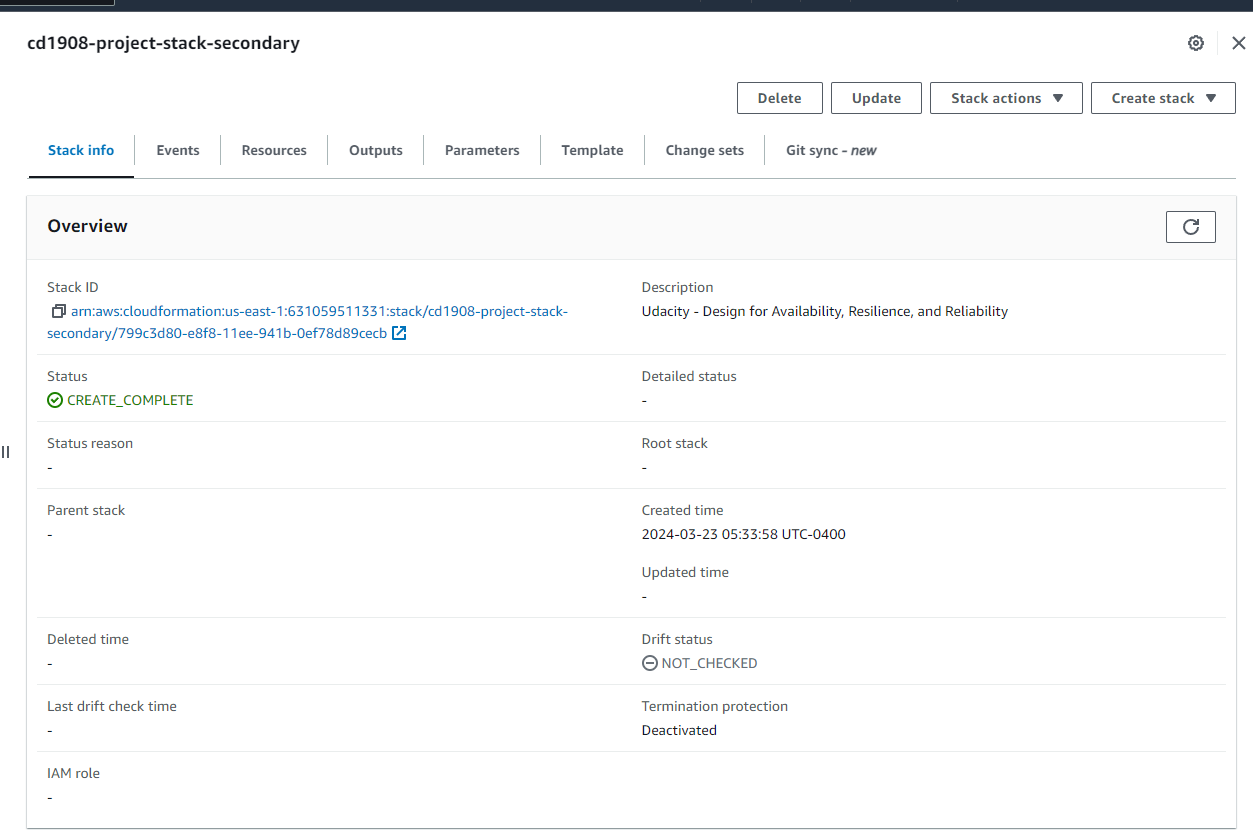 cd1908-project-stack-secondary
Delete
Update
Stack actions
Create stack
Stack info
Events
Resources
Outputs
Parameters
Template
Change sets
Git sync - new
Overview
Stack ID
arn:aws:cloudformation:us-east-1:631059511331:stack/cd1908-project-stack-
secondary/799c3d80-e8f8-11ee-941b-0ef78d89cecb
Description
Udacity - Design for Availability, Resilience, and Reliability
Status
CREATE_COMPLETE
Detailed status
-
Status reason
-
Root stack
-
Parent stack
-
Created time
2024-03-23 05:33:58 UTC-0400
Updated time
-
Deleted time
-
Drift status
NOT_CHECKED
Last drift check time
-
Termination protection
Deactivated
IAM role
-